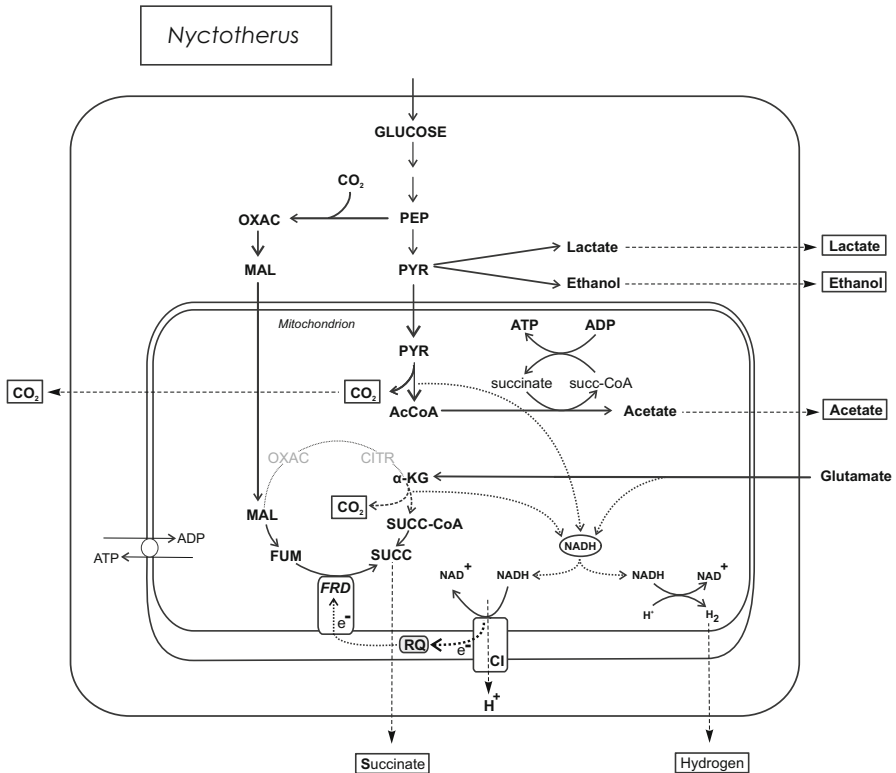 Nyctotherus
GLUCOSE
CO₂
OXAC
PEP
Lactate
Lactate
MAL
PYR
Ethanol
Ethanol
Mitochondrion
ATP
ADP
PYR
succinate
succ-CoA
CO₂
CO₂
AcCoA
Acetate
Acetate
OXAC
CITR
α-KG
Glutamate
CO₂
MAL
SUCC-CoA
ADP
ATP
FUM
SUCC
NADH
NAD⁺
NADH
NADH
NAD⁺
FRD
H⁺
H₂
e⁻
RQ
e⁻
CI
H⁺
Succinate
Hydrogen